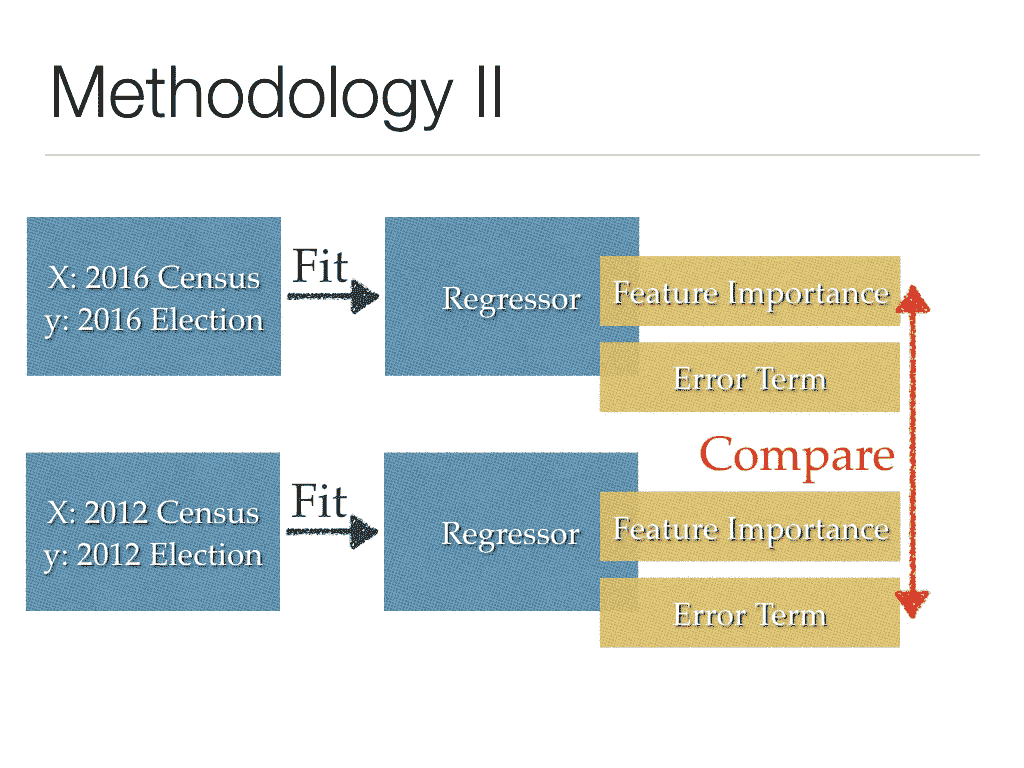 Methodology II
X: 2016 Census
y: 2016 Election
Fit
Regressor
Feature Importance
Error Term
Compare
X: 2012 Census
y: 2012 Election
Fit
Regressor
Feature Importance
Error Term